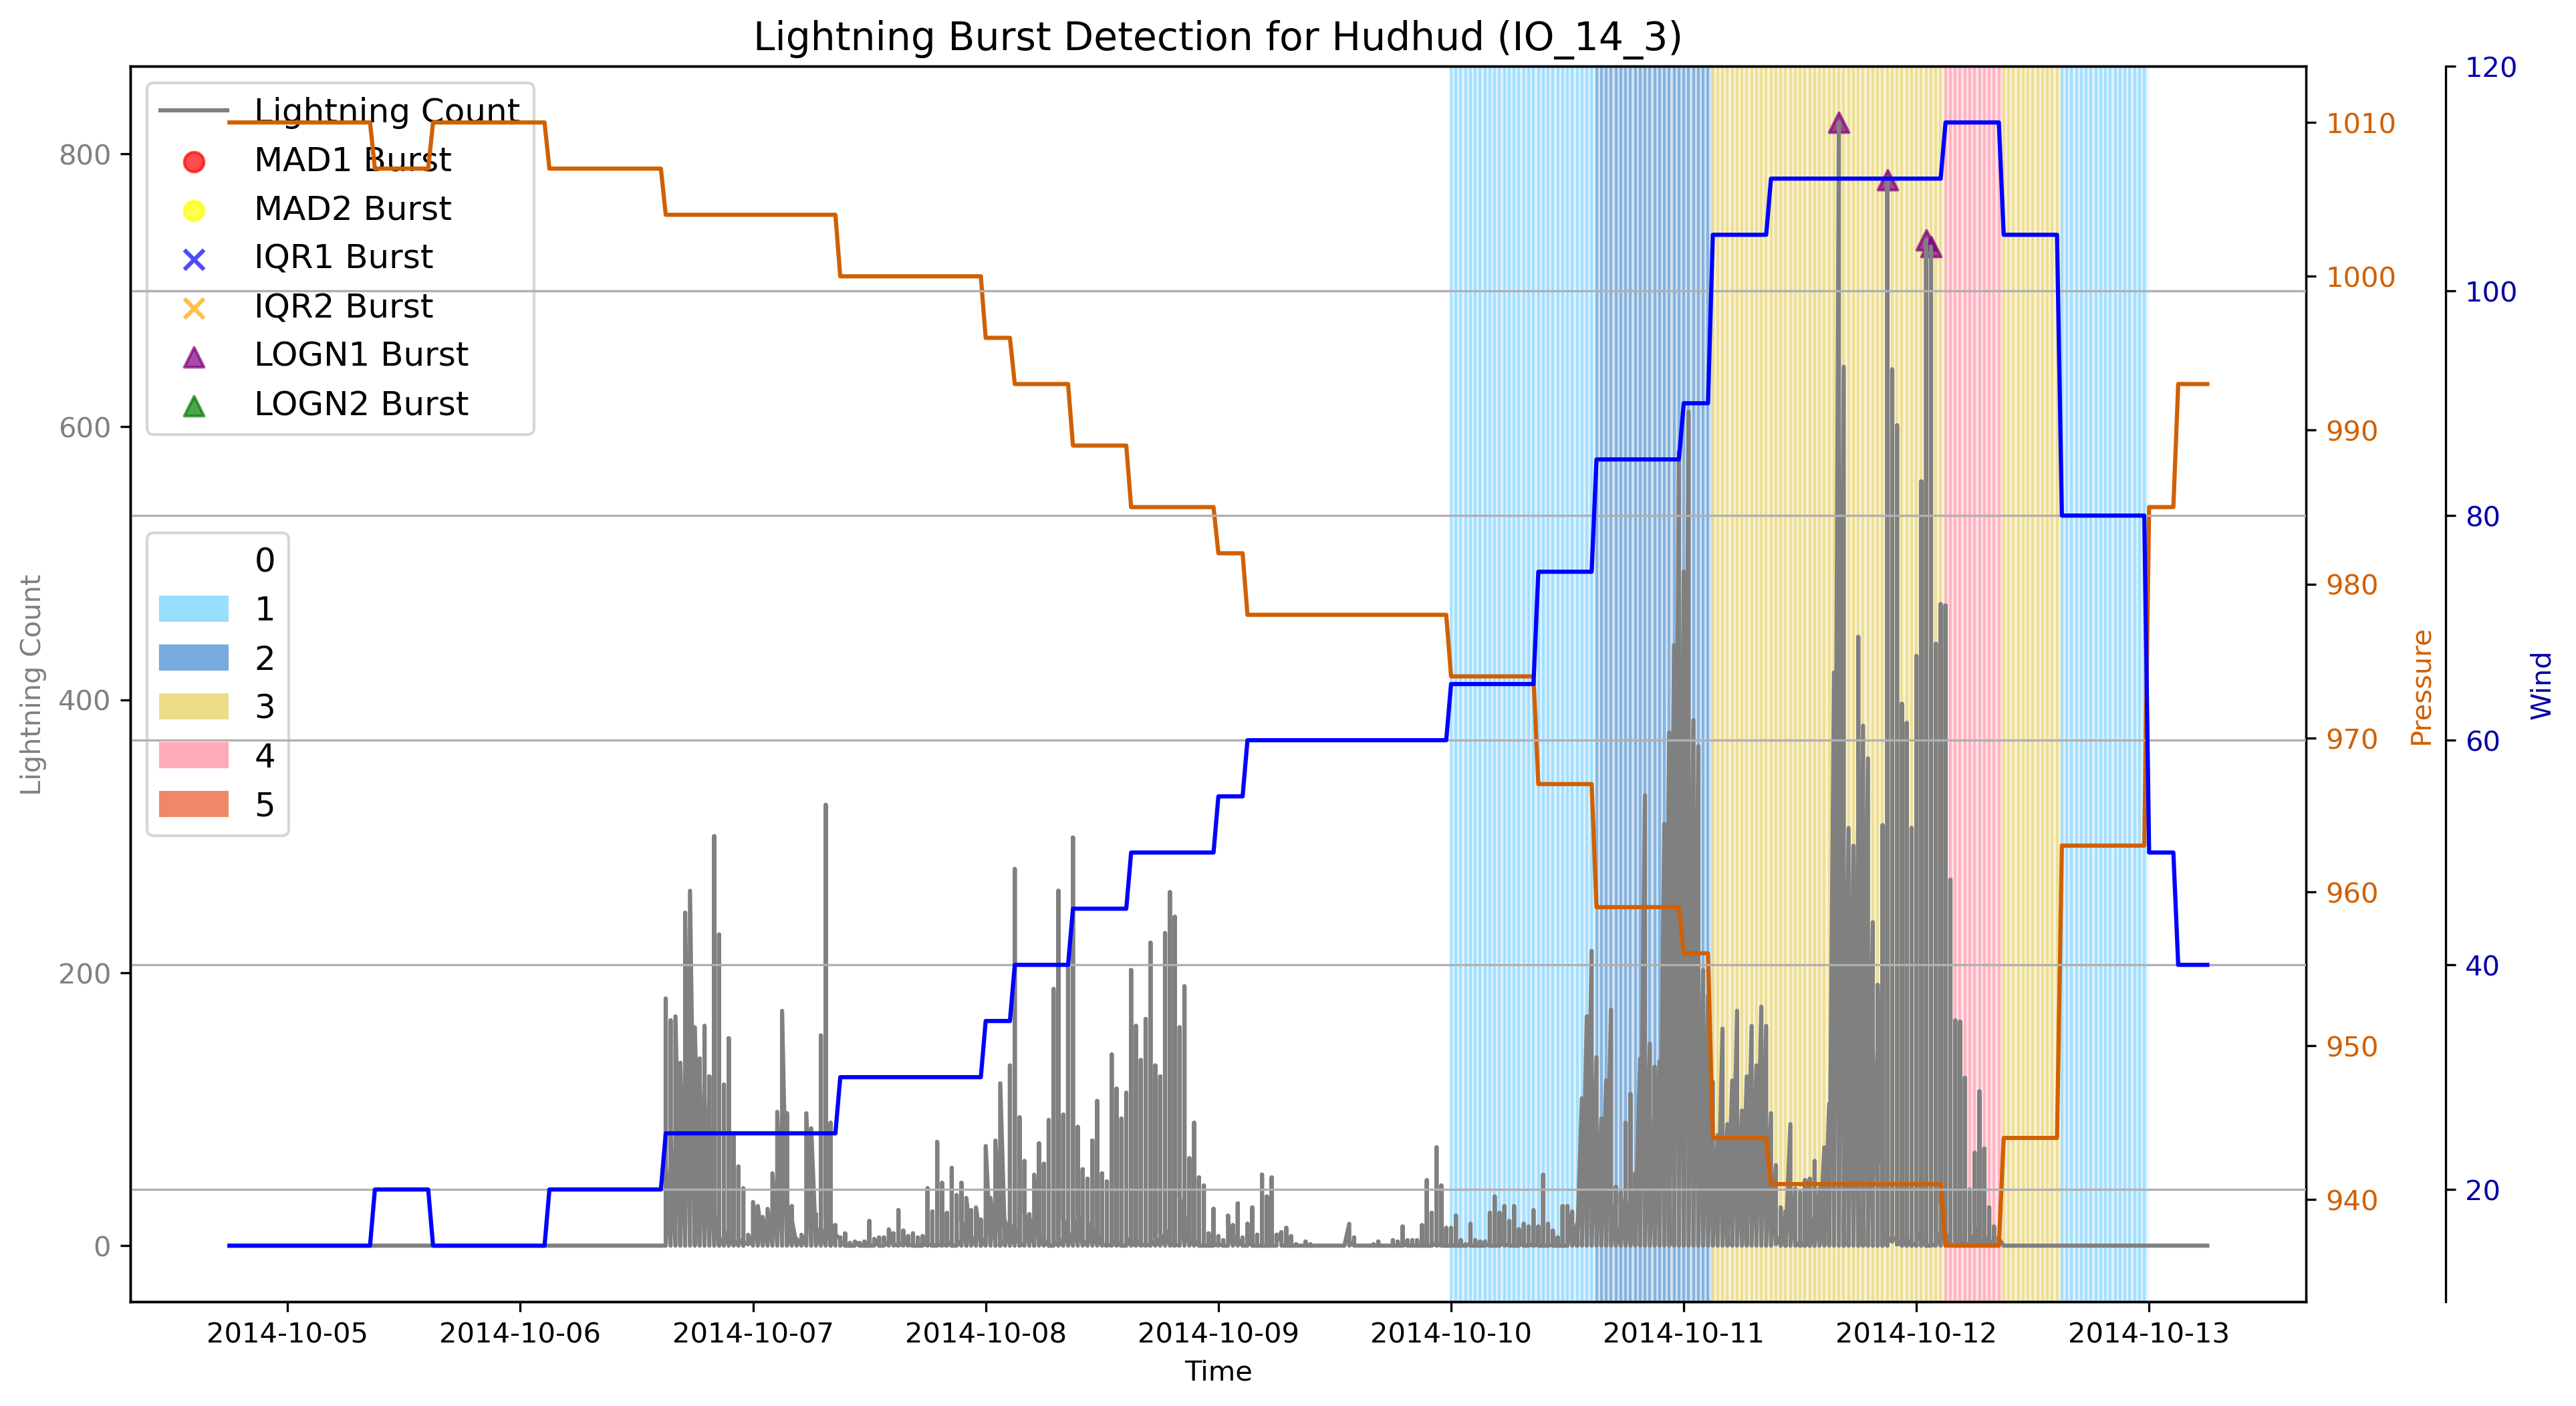 Lightning Burst Detection for Hudhud (IO_14_3)
Lightning Count
MAD1 Burst
MAD2 Burst
IQR1 Burst
IQR2 Burst
LOGN1 Burst
LOGN2 Burst
0
1
2
3
4
5
Lightning Count
800
600
400
200
0
1010
1000
990
980
970
960
950
940
Pressure
120
100
80
60
40
20
Wind
2014-10-05
2014-10-06
2014-10-07
2014-10-08
2014-10-09
2014-10-10
2014-10-11
2014-10-12
2014-10-13
Time